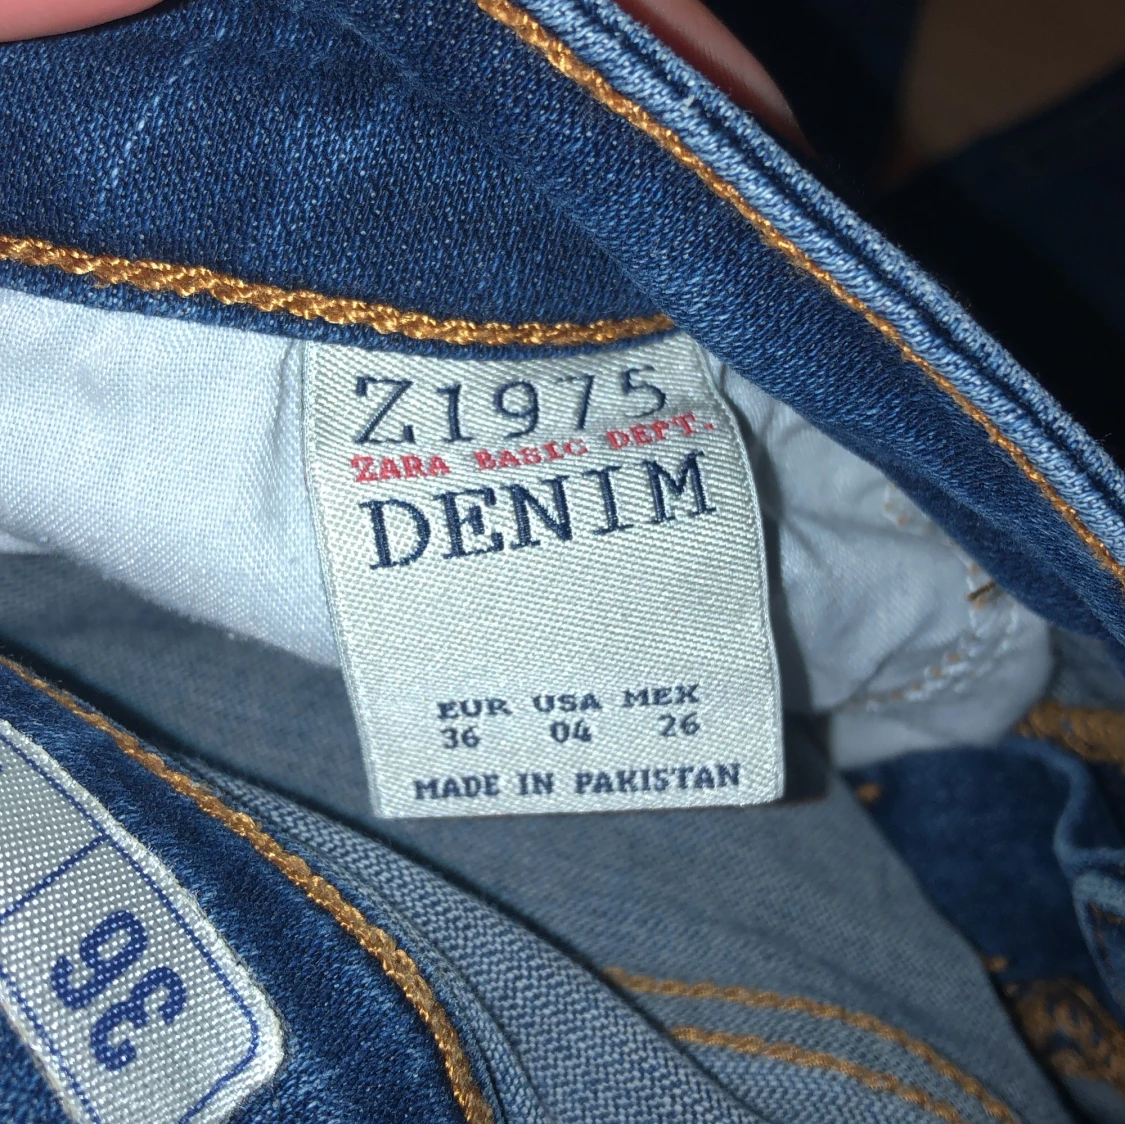 Z1975
ZARA BASIC DEPT.
DENIM
EUR USA MEX
36 04 26
MADE IN PAKISTAN
36